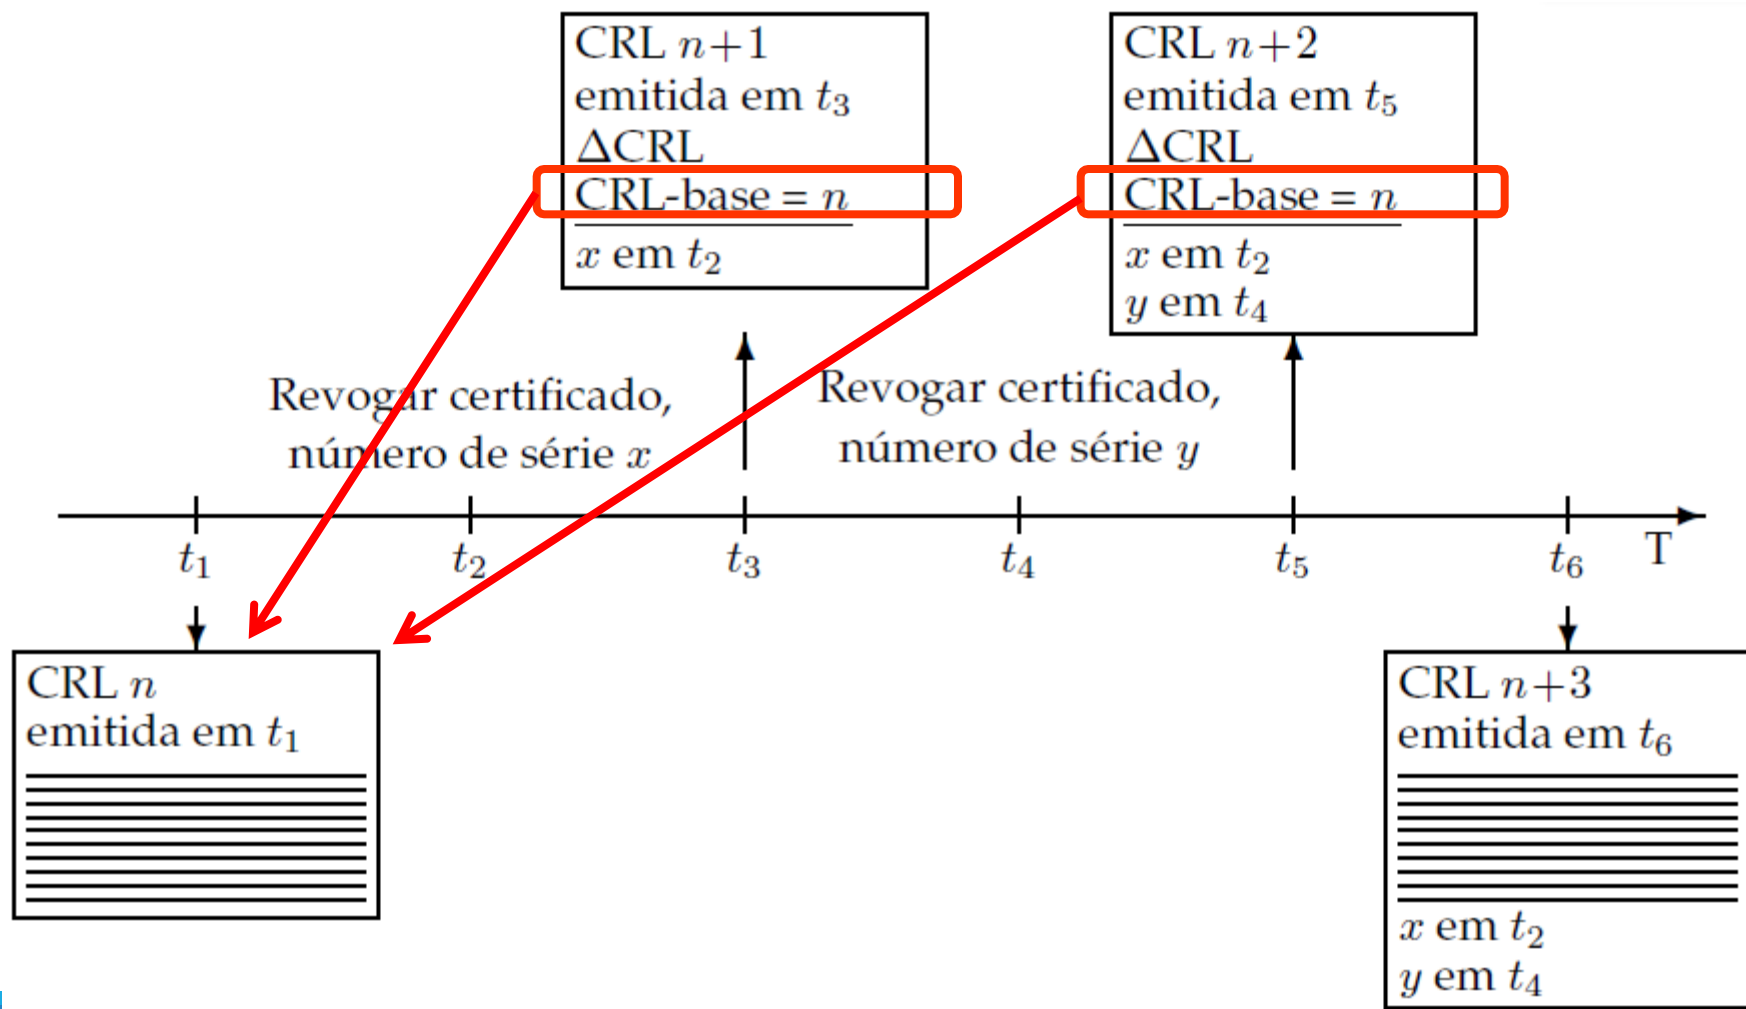 CRL n+1
emitida em t3
ΔCRL
CRL-base = n
x em t2
CRL n+2
emitida em t5
ΔCRL
CRL-base = n
x em t2
y em t4
Revogar certificado,
número de série x
Revogar certificado,
número de série y
t1 t2 t3 t4 t5 t6 T
CRL n
emitida em t1
CRL n+3
emitida em t6
x em t2
y em t4